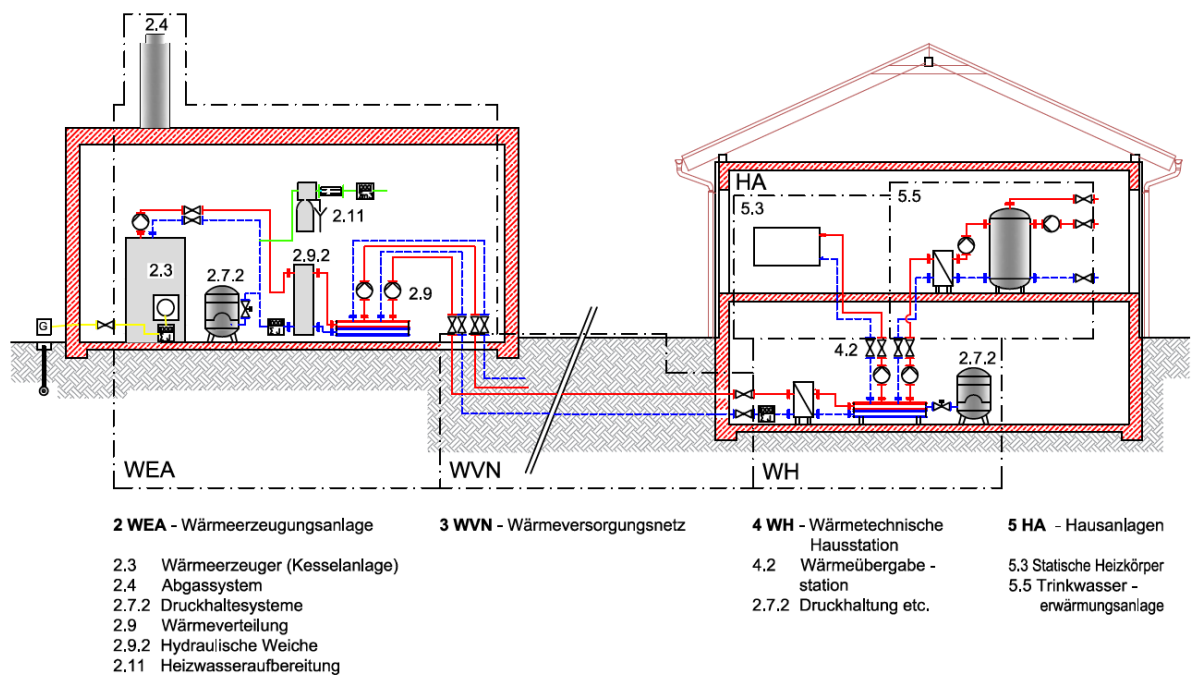 2.4
HA
5.3
5.5
2.11
2.3
2.7.2
2.9.2
2.9
G
4.2
2.7.2
WEA
WVN
WH
2 WEA - Wärmeerzeugungsanlage
2.3 Wärmeerzeuger (Kesselanlage)
2.4 Abgassystem
2.7.2 Druckhaltesysteme
2.9 Wärmeverteilung
2.9.2 Hydraulische Weiche
2.11 Heizwasseraufbereitung
3 WVN - Wärmeversorgungsnetz
4 WH - Wärmetechnische
Hausstation
4.2 Wärmeübergabe -
station
2.7.2 Druckhaltung etc.
5 HA - Hausanlagen
5.3 Statische Heizkörper
5.5 Trinkwasser -
erwärmungsanlage